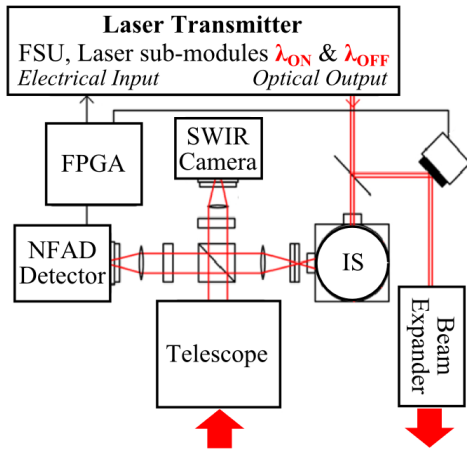 Laser Transmitter
FSU, Laser sub-modules λON & λOFF
Electrical Input Optical Output
FPGA
SWIR
Camera
NFAD
Detector
IS
Telescope
Beam
Expander